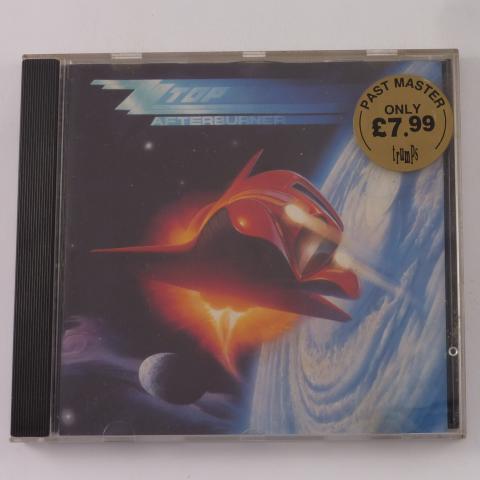 ZZ TOP
AFTERBURNER
PAST MASTER
ONLY
£7.99
trumps